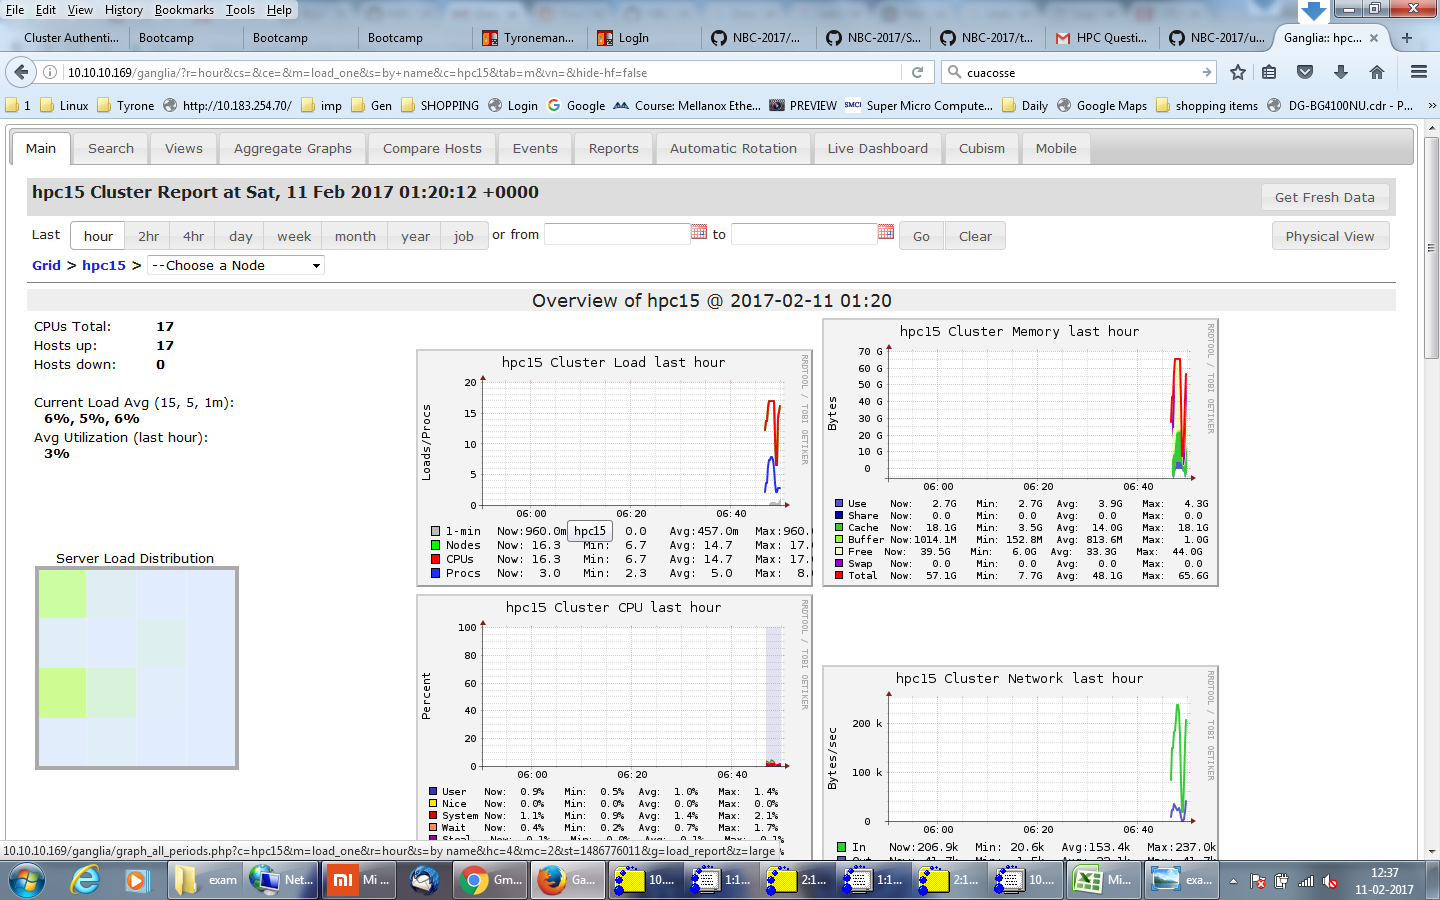 File Edit View History Bookmarks Tools Help
Cluster Authenti... Bootcamp Bootcamp Bootcamp Tyroneman... LogIn NBC-2017/... NBC-2017/S... NBC-2017/t... HPC Questi... NBC-2017/u... Ganglia:: hpc...
10.10.10.169/ganglia/?r=hour&cs=&ce=&m=load_one&s=by+name&c=hpc15&tab=m&vn=&hide-hf=false cuacosse
1 Linux Tyrone http://10.183.254.70/ imp Gen SHOPPING Login Google Course: Mellanox Ethe... PREVIEW SMCI Super Micro Compute... Daily Google Maps shopping items DG-BG4100NU.cdr - P... »
Main Search Views Aggregate Graphs Compare Hosts Events Reports Automatic Rotation Live Dashboard Cubism Mobile
hpc15 Cluster Report at Sat, 11 Feb 2017 01:20:12 +0000 Get Fresh Data
Last hour 2hr 4hr day week month year job or from to Go Clear Physical View
Grid > hpc15 > --Choose a Node
Overview of hpc15 @ 2017-02-11 01:20
CPUs Total: 17
Hosts up: 17
Hosts down: 0
Current Load Avg (15, 5, 1m):
6%, 5%, 6%
Avg Utilization (last hour):
3%
Server Load Distribution
hpc15 Cluster Load last hour
RRDTOOL / TOBI OETIKER
Loads/Procs
20
15
10
5
0
06:00 06:20 06:40
1-min Now:960.0m 0.0 Avg:457.0m Max:960.
hpc15
Nodes Now: 16.3 Min: 6.7 Avg: 14.7 Max: 17.
CPUs Now: 16.3 Min: 6.7 Avg: 14.7 Max: 17.
Procs Now: 3.0 Min: 2.3 Avg: 5.0 Max: 8.
hpc15 Cluster Memory last hour
RRDTOOL / TOBI OETIKER
Bytes
70 G
60 G
50 G
40 G
30 G
20 G
10 G
0
06:00 06:20 06:40
Use Now: 2.7G Min: 2.7G Avg: 3.9G Max: 4.3G
Share Now: 0.0 Min: 0.0 Avg: 0.0 Max: 0.0
Cache Now: 18.1G Min: 3.5G Avg: 14.0G Max: 18.1G
Buffer Now:1014.1M Min: 152.8M Avg: 813.6M Max: 1.0G
Free Now: 39.5G Min: 6.0G Avg: 33.3G Max: 44.0G
Swap Now: 0.0 Min: 0.0 Avg: 0.0 Max: 0.0
Total Now: 57.1G Min: 7.7G Avg: 48.1G Max: 65.6G
hpc15 Cluster CPU last hour
RRDTOOL / TOBI OETIKER
Percent
100
80
60
40
20
0
06:00 06:20 06:40
User Now: 0.9% Min: 0.5% Avg: 1.0% Max: 1.4%
Nice Now: 0.0% Min: 0.0% Avg: 0.0% Max: 0.0%
System Now: 1.1% Min: 0.9% Avg: 1.4% Max: 2.1%
Wait Now: 0.4% Min: 0.2% Avg: 0.7% Max: 1.7%
hpc15 Cluster Network last hour
RRDTOOL / TOBI OETIKER
Bytes/sec
200 k
100 k
0
06:00 06:20 06:40
In Now:206.9k Min: 20.6k Avg:153.4k Max:237.0k
10.10.10.169/ganglia/graph_all_periods.php?c=hpc15&m=load_one&r=hour&s=by name&hc=4&mc=2&st=1486776011&g=load_report&z=large
exam Net... Mi ... Gm... Ga... 10.... 1:1... 2:1... 1:1... 2:1... 10.... Mi... exa...
12:37
11-02-2017